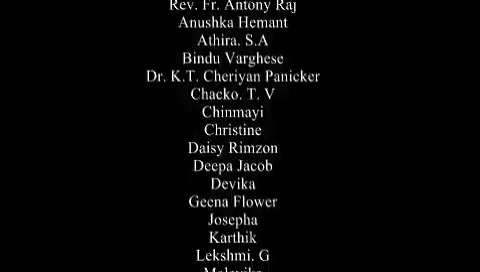 Rev. Fr. Antony Raj
Anushka Hemant
Athira. S.A
Bindu Varghese
Dr. K.T. Cheriyan Panicker
Chacko. T. V
Chinmayi
Christine
Daisy Rimzon
Deepa Jacob
Devika
Geena Flower
Josepha
Karthik
Lekshmi. G